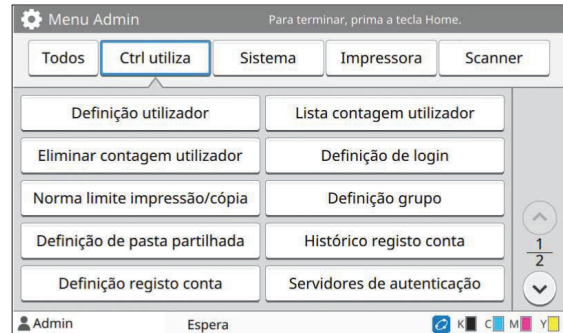 Menu Admin Para terminar, prima a tecla Home.
Todos Ctrl utiliza Sistema Impressora Scanner
Definição utilizador Lista contagem utilizador
Eliminar contagem utilizador Definição de login
Norma limite impressão/cópia Definição grupo
Definição de pasta partilhada Histórico registo conta
1
2
Definição registo conta Servidores de autenticação
Admin Espera K C M Y